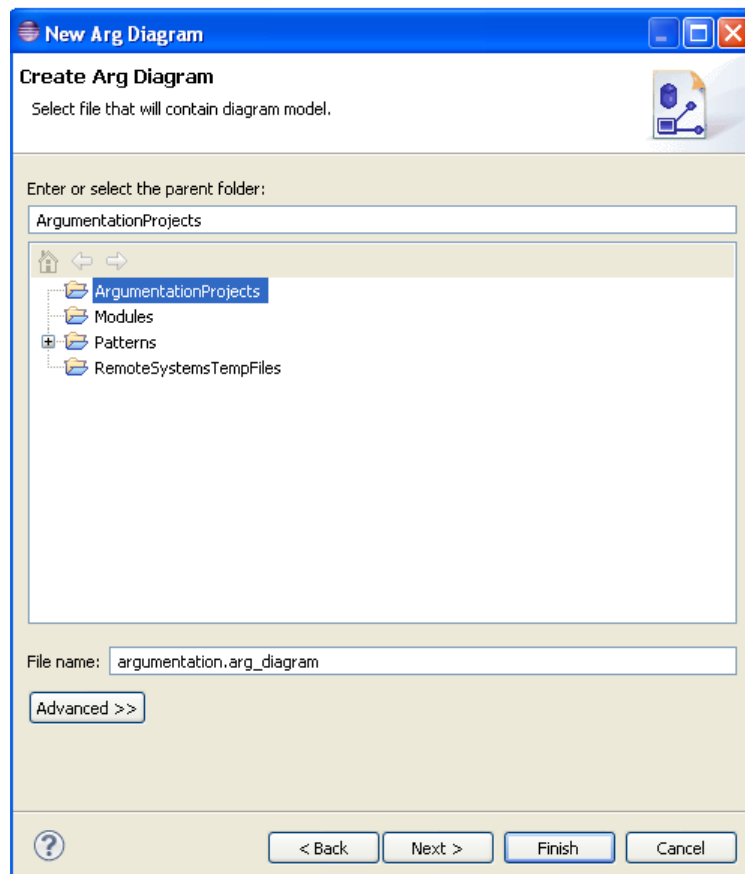 New Arg Diagram
Create Arg Diagram
Select file that will contain diagram model.
Enter or select the parent folder:
ArgumentationProjects
ArgumentationProjects
Modules
Patterns
RemoteSystemsTempFiles
File name: argumentation.arg_diagram
Advanced >>
? < Back Next > Finish Cancel